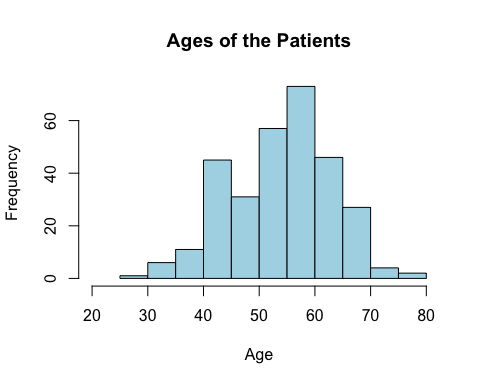 Ages of the Patients
Frequency
60
40
20
0
20 30 40 50 60 70 80
Age